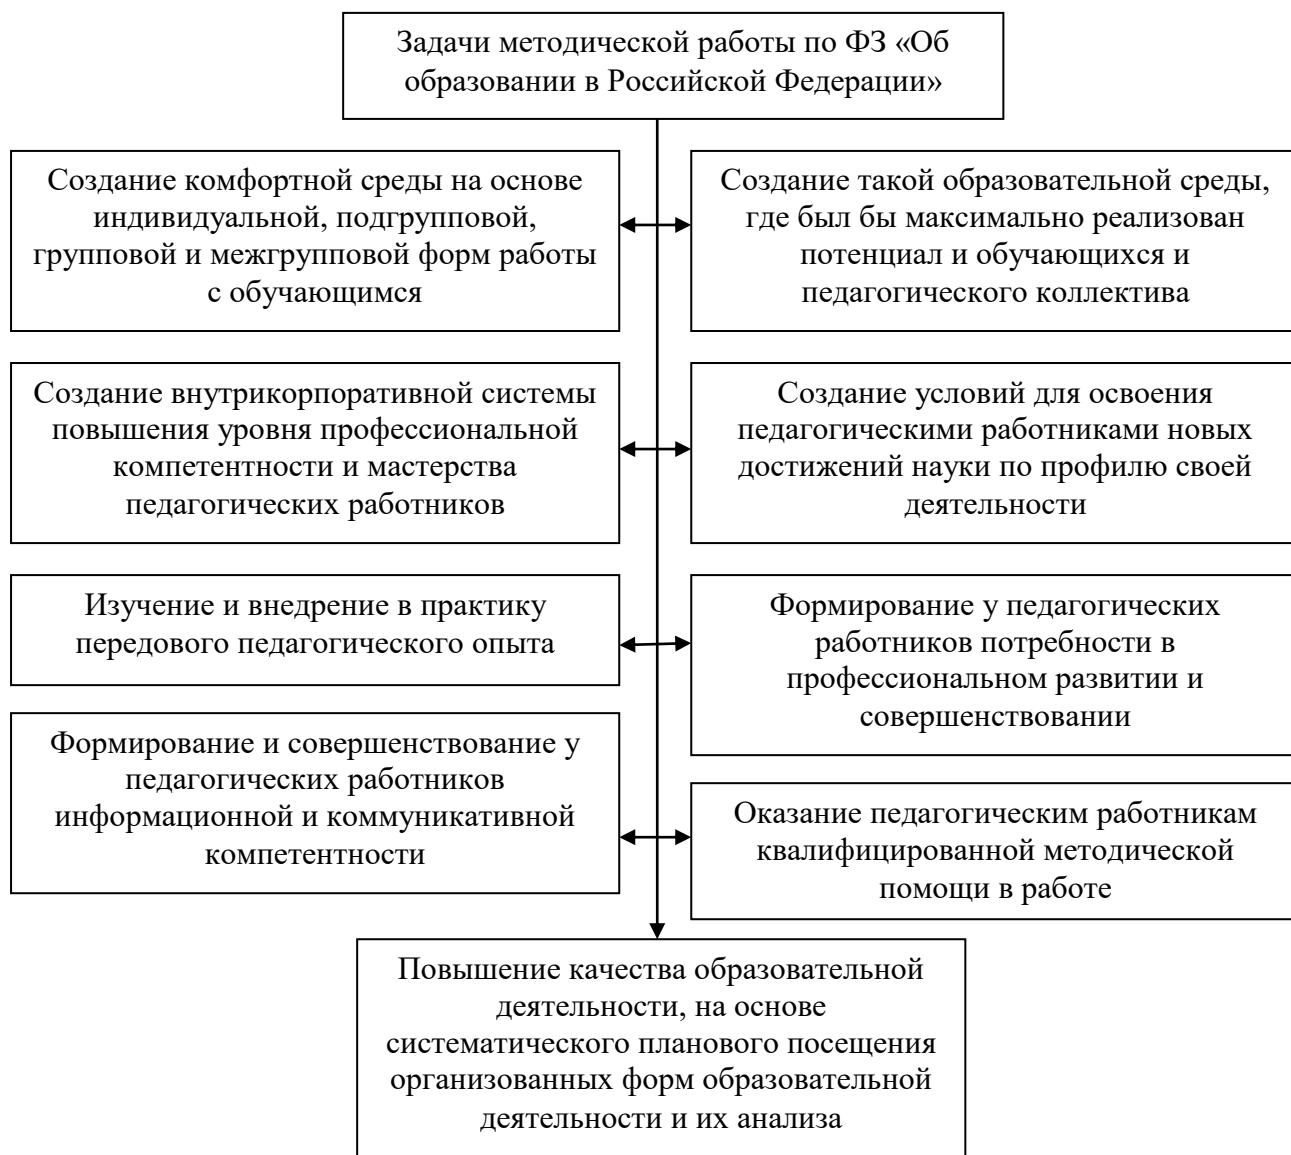 Задачи методической работы по ФЗ «Об
образовании в Российской Федерации»
Создание комфортной среды на основе
индивидуальной, подгрупповой,
групповой и межгрупповой форм работы
с обучающимся
Создание такой образовательной среды,
где был бы максимально реализован
потенциал и обучающихся и
педагогического коллектива
Создание внутрикорпоративной системы
повышения уровня профессиональной
компетентности и мастерства
педагогических работников
Создание условий для освоения
педагогическими работниками новых
достижений науки по профилю своей
деятельности
Изучение и внедрение в практику
передового педагогического опыта
Формирование у педагогических
работников потребности в
профессиональном развитии и
совершенствовании
Формирование и совершенствование у
педагогических работников
информационной и коммуникативной
компетентности
Оказание педагогическим работникам
квалифицированной методической
помощи в работе
Повышение качества образовательной
деятельности, на основе
систематического планового посещения
организованных форм образовательной
деятельности и их анализа